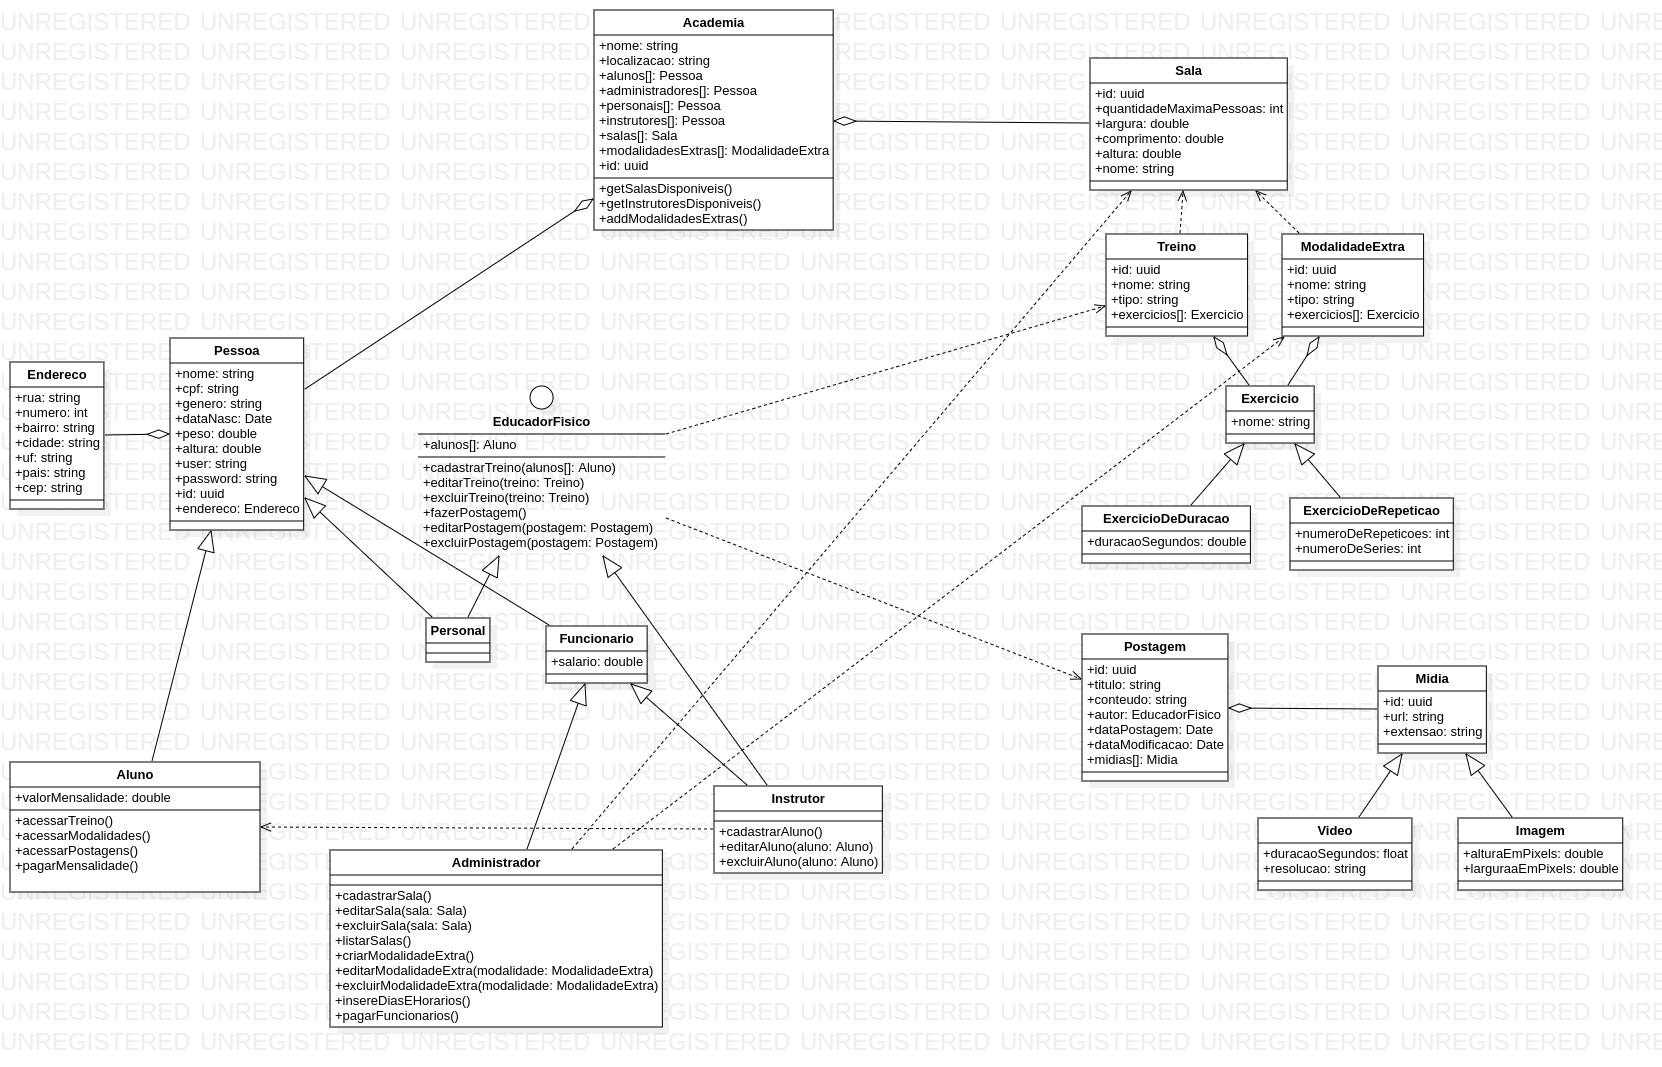 Academia
+nome: string
+localizacao: string
+alunos[]: Pessoa
+administradores[]: Pessoa
+personais[]: Pessoa
+instrutores[]: Pessoa
+salas[]: Sala
+modalidadesExtras[]: ModalidadeExtra
+id: uuid
+getSalasDisponiveis()
+getInstrutoresDisponiveis()
+addModalidadesExtras()
Sala
+id: uuid
+quantidadeMaximaPessoas: int
+largura: double
+comprimento: double
+altura: double
+nome: string
Treino
+id: uuid
+nome: string
+tipo: string
+exercicios[]: Exercicio
ModalidadeExtra
+id: uuid
+nome: string
+tipo: string
+exercicios[]: Exercicio
Endereco
+rua: string
+numero: int
+bairro: string
+cidade: string
+uf: string
+pais: string
+cep: string
Pessoa
+nome: string
+cpf: string
+genero: string
+dataNasc: Date
+peso: double
+altura: double
+user: string
+password: string
+id: uuid
+endereco: Endereco
EducadorFisico
+alunos[]: Aluno
+cadastrarTreino(alunos[]: Aluno)
+editarTreino(treino: Treino)
+excluirTreino(treino: Treino)
+fazerPostagem()
+editarPostagem(postagem: Postagem)
+excluirPostagem(postagem: Postagem)
Exercicio
+nome: string
ExercicioDeDuracao
+duracaoSegundos: double
ExercicioDeRepeticao
+numeroDeRepeticoes: int
+numeroDeSeries: int
Personal
Funcionario
+salario: double
Postagem
+id: uuid
+titulo: string
+conteudo: string
+autor: EducadorFisico
+dataPostagem: Date
+dataModificacao: Date
+midias[]: Midia
Midia
+id: uuid
+url: string
+extensao: string
Aluno
+valorMensalidade: double
+acessarTreino()
+acessarModalidades()
+acessarPostagens()
+pagarMensalidade()
Instrutor
+cadastrarAluno()
+editarAluno(aluno: Aluno)
+excluirAluno(aluno: Aluno)
Administrador
+cadastrarSala()
+editarSala(sala: Sala)
+excluirSala(sala: Sala)
+listarSalas()
+criarModalidadeExtra()
+editarModalidadeExtra(modalidade: ModalidadeExtra)
+excluirModalidadeExtra(modalidade: ModalidadeExtra)
+insereDiasEHorarios()
+pagarFuncionarios()
Video
+duracaoSegundos: float
+resolucao: string
Imagem
+alturaEmPixels: double
+larguraaEmPixels: double
UNREGISTERED